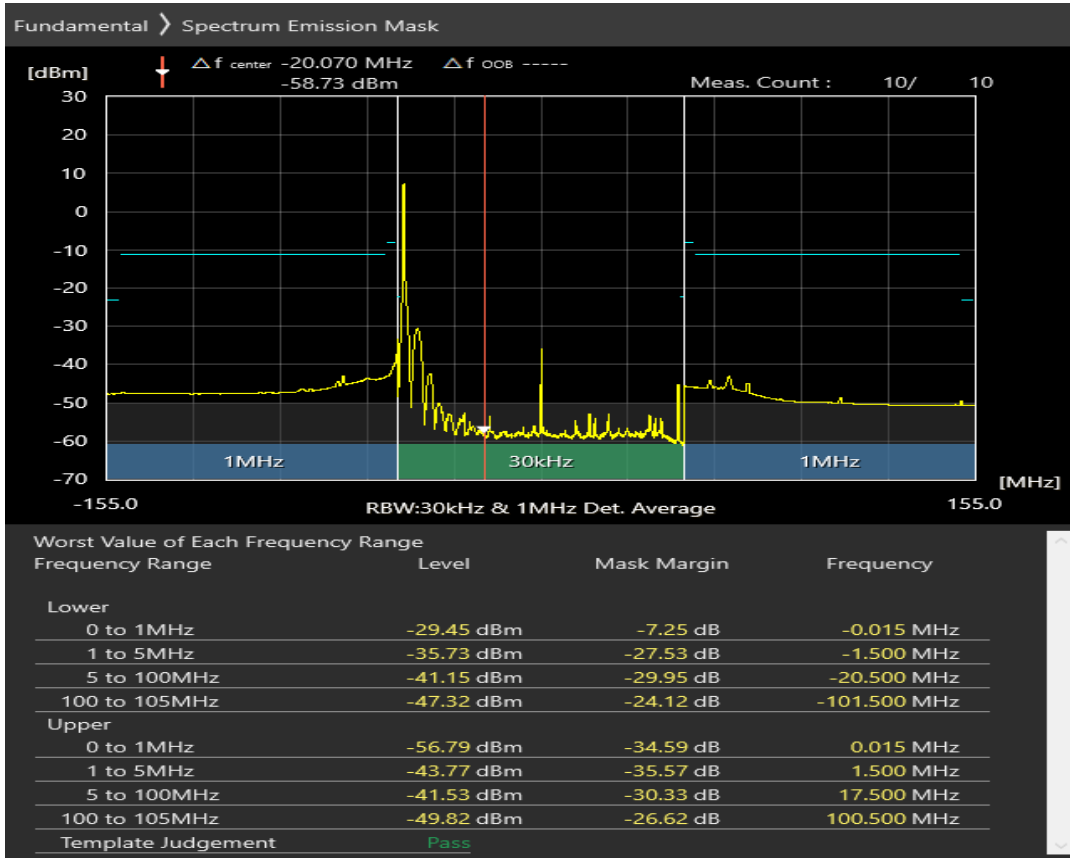 Fundamental ❯ Spectrum Emission Mask
[dBm] △f center -20.070 MHz △f OOB -----
-58.73 dBm Meas. Count : 10/ 10
30
20
10
0
-10
-20
-30
-40
-50
-60
1MHz 30kHz 1MHz
-70
[MHz]
-155.0 RBW:30kHz & 1MHz Det. Average 155.0
Worst Value of Each Frequency Range
Frequency Range Level Mask Margin Frequency
Lower
0 to 1MHz -29.45 dBm -7.25 dB -0.015 MHz
1 to 5MHz -35.73 dBm -27.53 dB -1.500 MHz
5 to 100MHz -41.15 dBm -29.95 dB -20.500 MHz
100 to 105MHz -47.32 dBm -24.12 dB -101.500 MHz
Upper
0 to 1MHz -56.79 dBm -34.59 dB 0.015 MHz
1 to 5MHz -43.77 dBm -35.57 dB 1.500 MHz
5 to 100MHz -41.53 dBm -30.33 dB 17.500 MHz
100 to 105MHz -49.82 dBm -26.62 dB 100.500 MHz
Template Judgement Pass